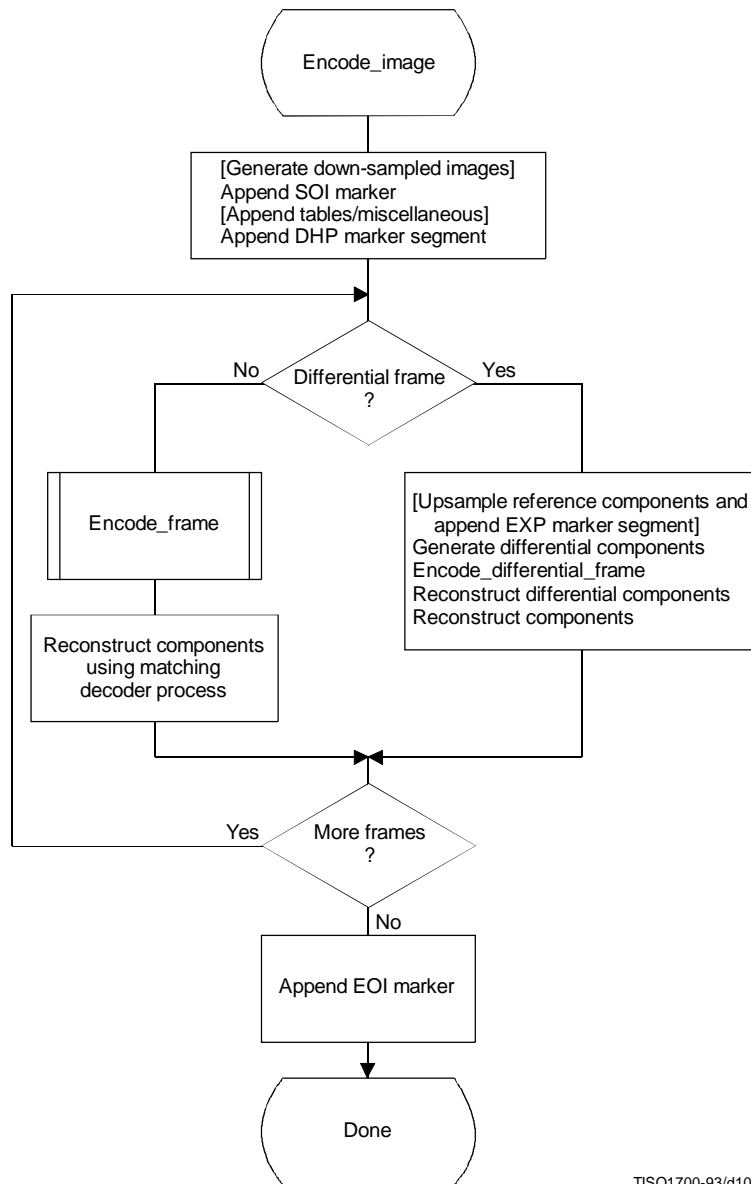 Encode_image
[Generate down-sampled images]
Append SOI marker
[Append tables/miscellaneous]
Append DHP marker segment
No
Differential frame
?
Yes
Encode_frame
[Upsample reference components and
append EXP marker segment]
Generate differential components
Encode_differential_frame
Reconstruct differential components
Reconstruct components
Reconstruct components
using matching
decoder process
Yes
More frames
?
No
Append EOI marker
Done
TISO1700-93/d10